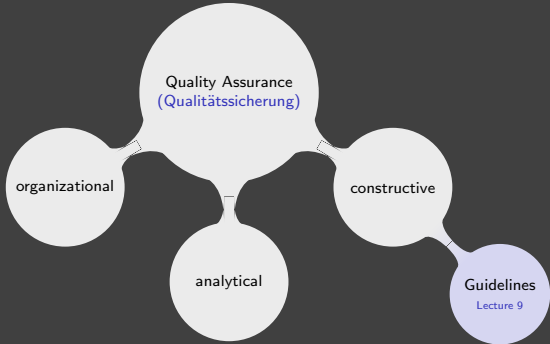 Quality Assurance
(Qualitätssicherung)
organizational
constructive
analytical
Guidelines
Lecture 9